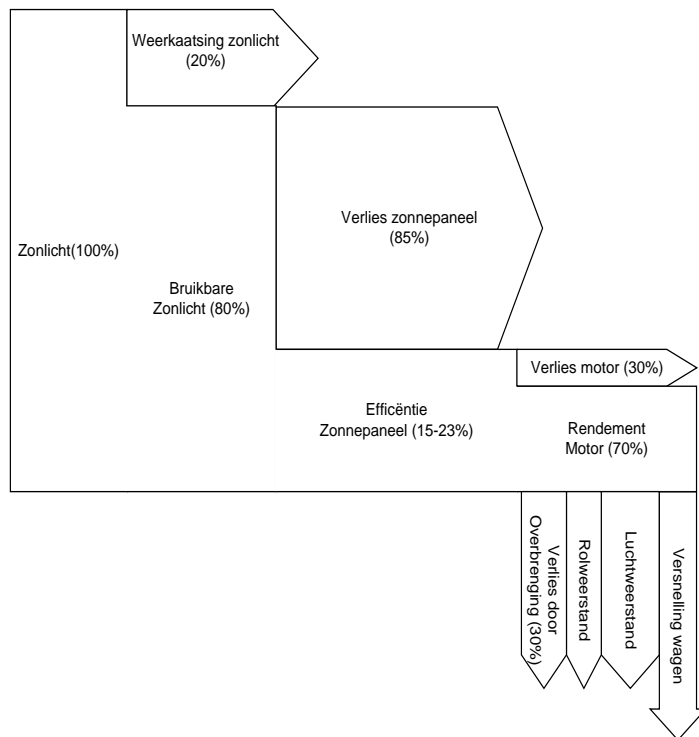 Weerkaatsing zonlicht
(20%)
Zonlicht(100%)
Bruikbare
Zonlicht (80%)
Verlies zonnepaneel
(85%)
Verlies motor (30%)
Efficëntie
Zonnepaneel (15-23%)
Rendement
Motor (70%)
Verlies door
Overbrenging (30%)
Rolweerstand
Luchtweerstand
Versnelling wagen